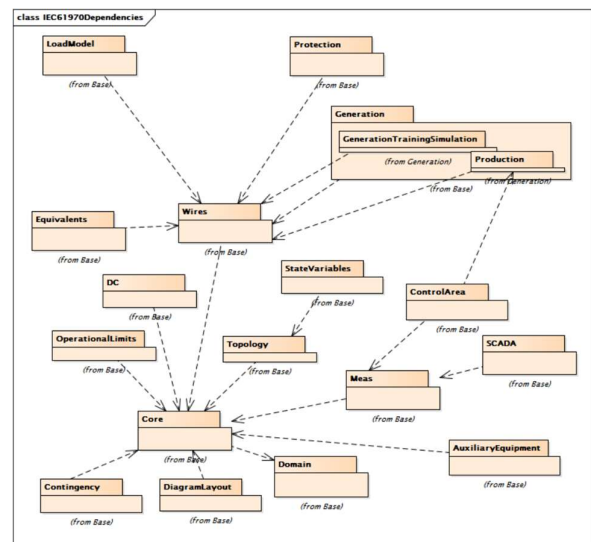 class IEC61970Dependencies
LoadModel
(from Base)
Protection
(from Base)
Generation
GenerationTrainingSimulation
(from Generation)
Production
(from Generation)
(from Base)
Equivalents
(from Base)
Wires
(from Base)
DC
(from Base)
StateVariables
(from Base)
ControlArea
(from Base)
OperationalLimits
(from Base)
Topology
(from Base)
SCADA
(from Base)
Meas
(from Base)
Core
(from Base)
AuxiliaryEquipment
(from Base)
Domain
(from Base)
Contingency
(from Base)
DiagramLayout
(from Base)